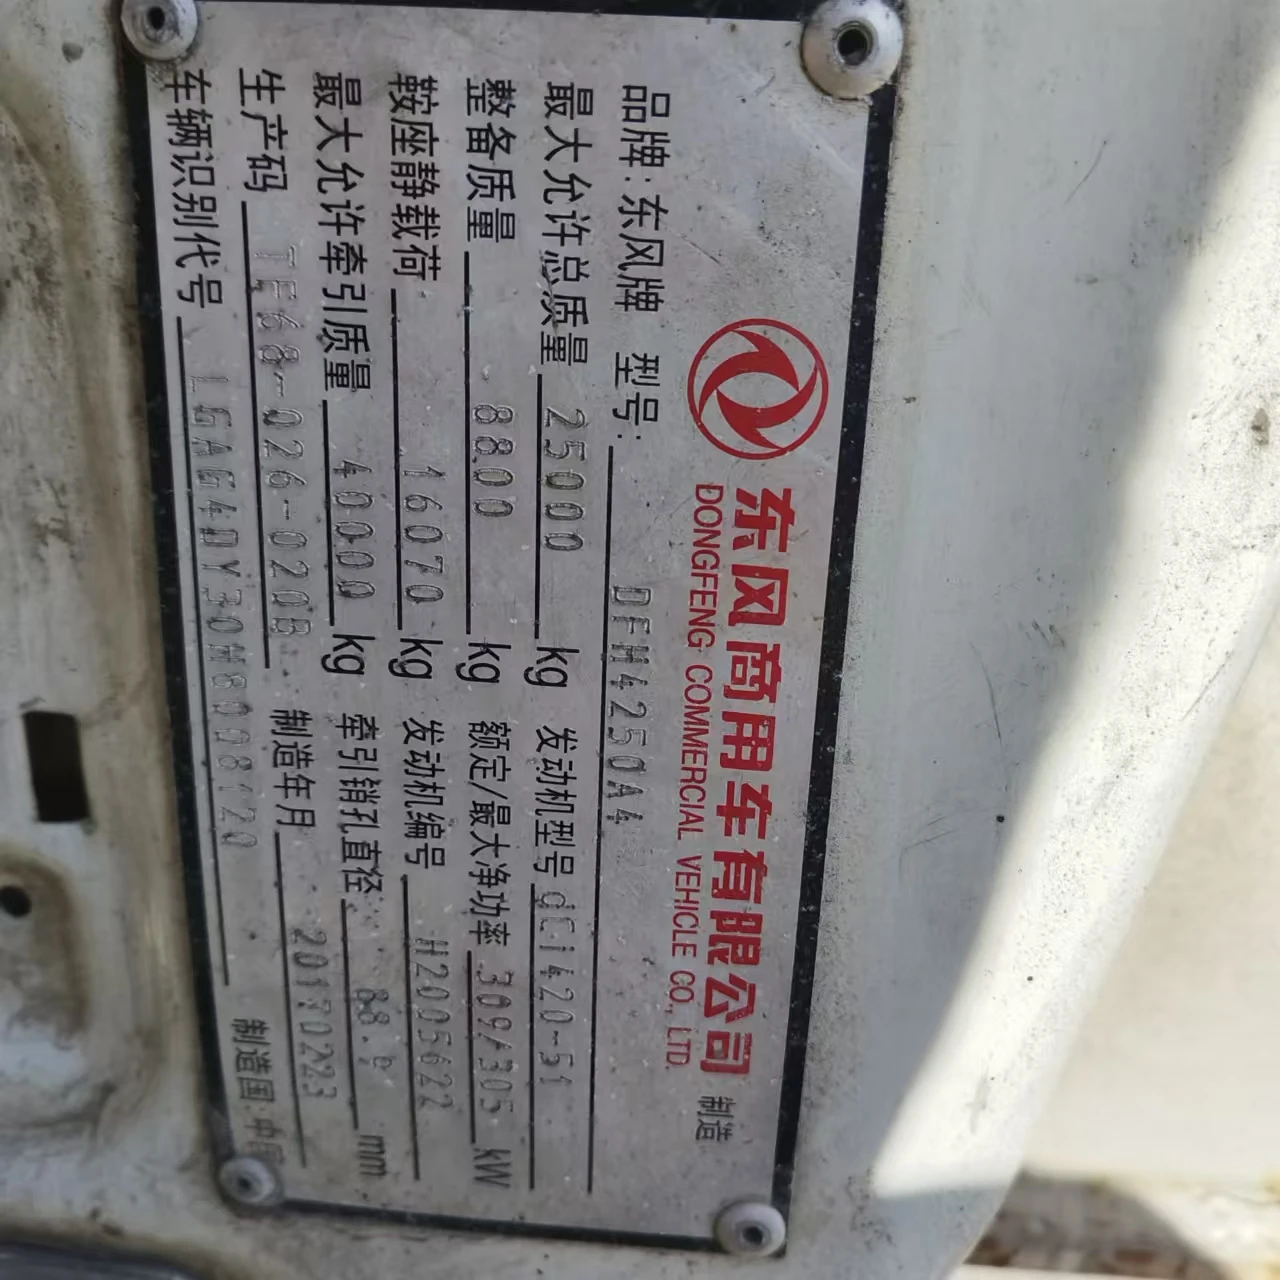 东风商用车有限公司 制造
DONGFENG COMMERCIAL VEHICLE CO., LTD.
品牌: 东风牌 型号: DFH4250A4
最大允许总质量 25000 kg 发动机型号 dCi420-51
整备质量 8800 kg 额定/最大净功率 309/305 kW
鞍座静载荷 16070 kg 发动机编号 H2005622
最大允许牵引质量 40000 kg 牵引销孔直径 mm
生产码 TF68-026-020B 制造年月 20170223
车辆识别代号 LGAG4DY30H8008120 制造国 中国